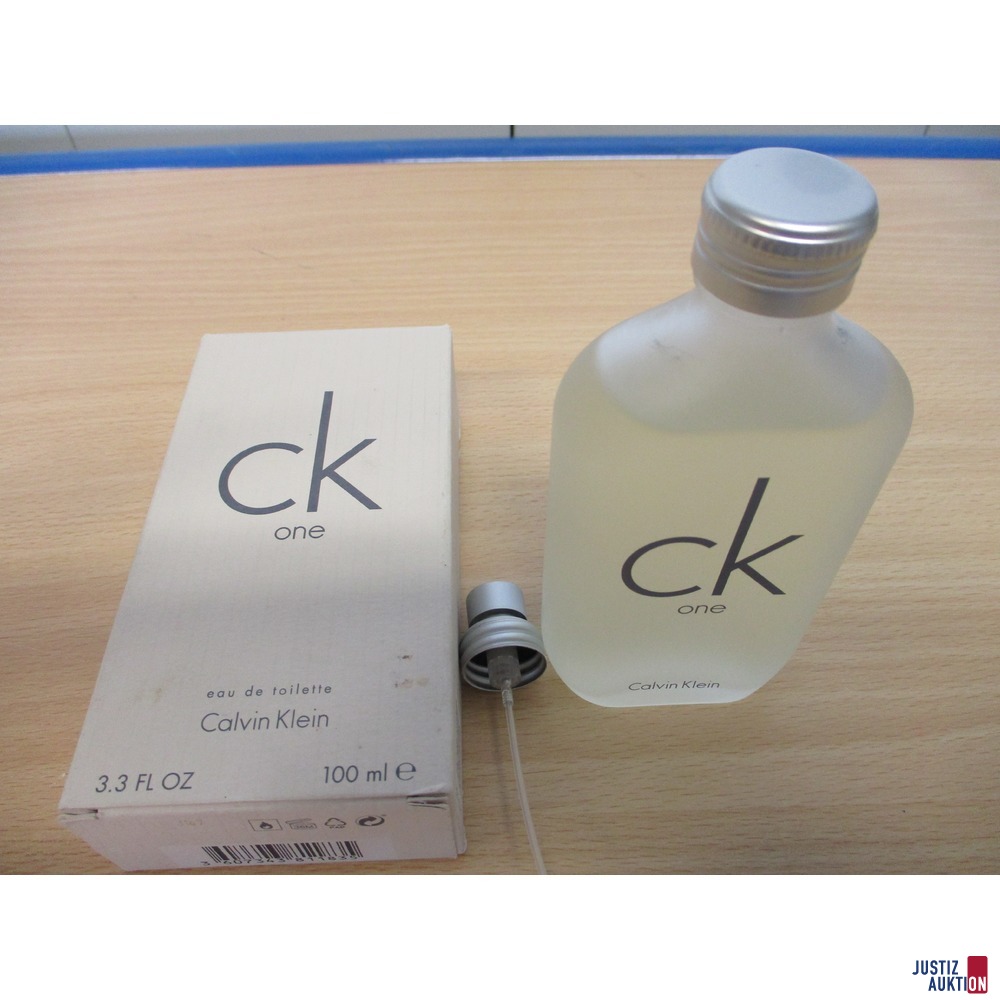 ck
one
eau de toilette
Calvin Klein
3.3 FL OZ
100 ml ℮
ck
one
Calvin Klein
JUSTIZ
AUKTION